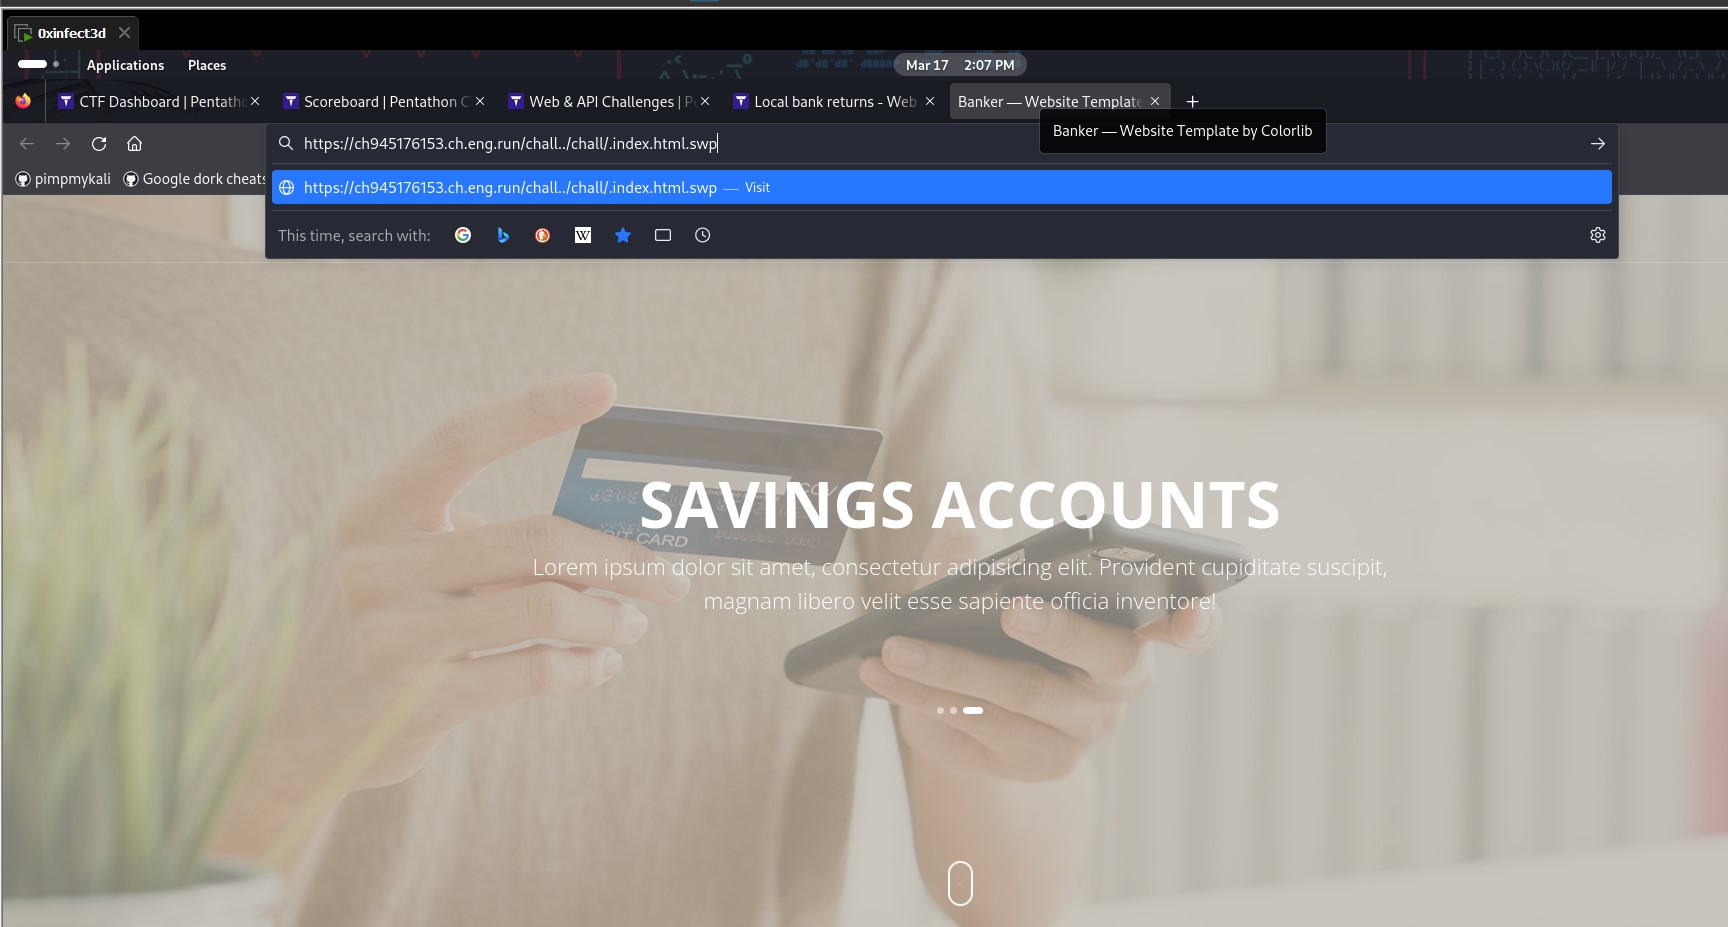 0xinfect3d
Applications Places Mar 17 2:07 PM
CTF Dashboard | Pentatho Scoreboard | Pentathon C Web & API Challenges | Pe Local bank returns - Web Banker — Website Template
Banker — Website Template by Colorlib
https://ch945176153.ch.eng.run/chall../chall/.index.html.swp
pimpmykali Google dork cheats
https://ch945176153.ch.eng.run/chall../chall/.index.html.swp — Visit
This time, search with:
SAVINGS ACCOUNTS
Lorem ipsum dolor sit amet, consectetur adipisicing elit. Provident cupiditate suscipit,
magnam libero velit esse sapiente officia inventore!